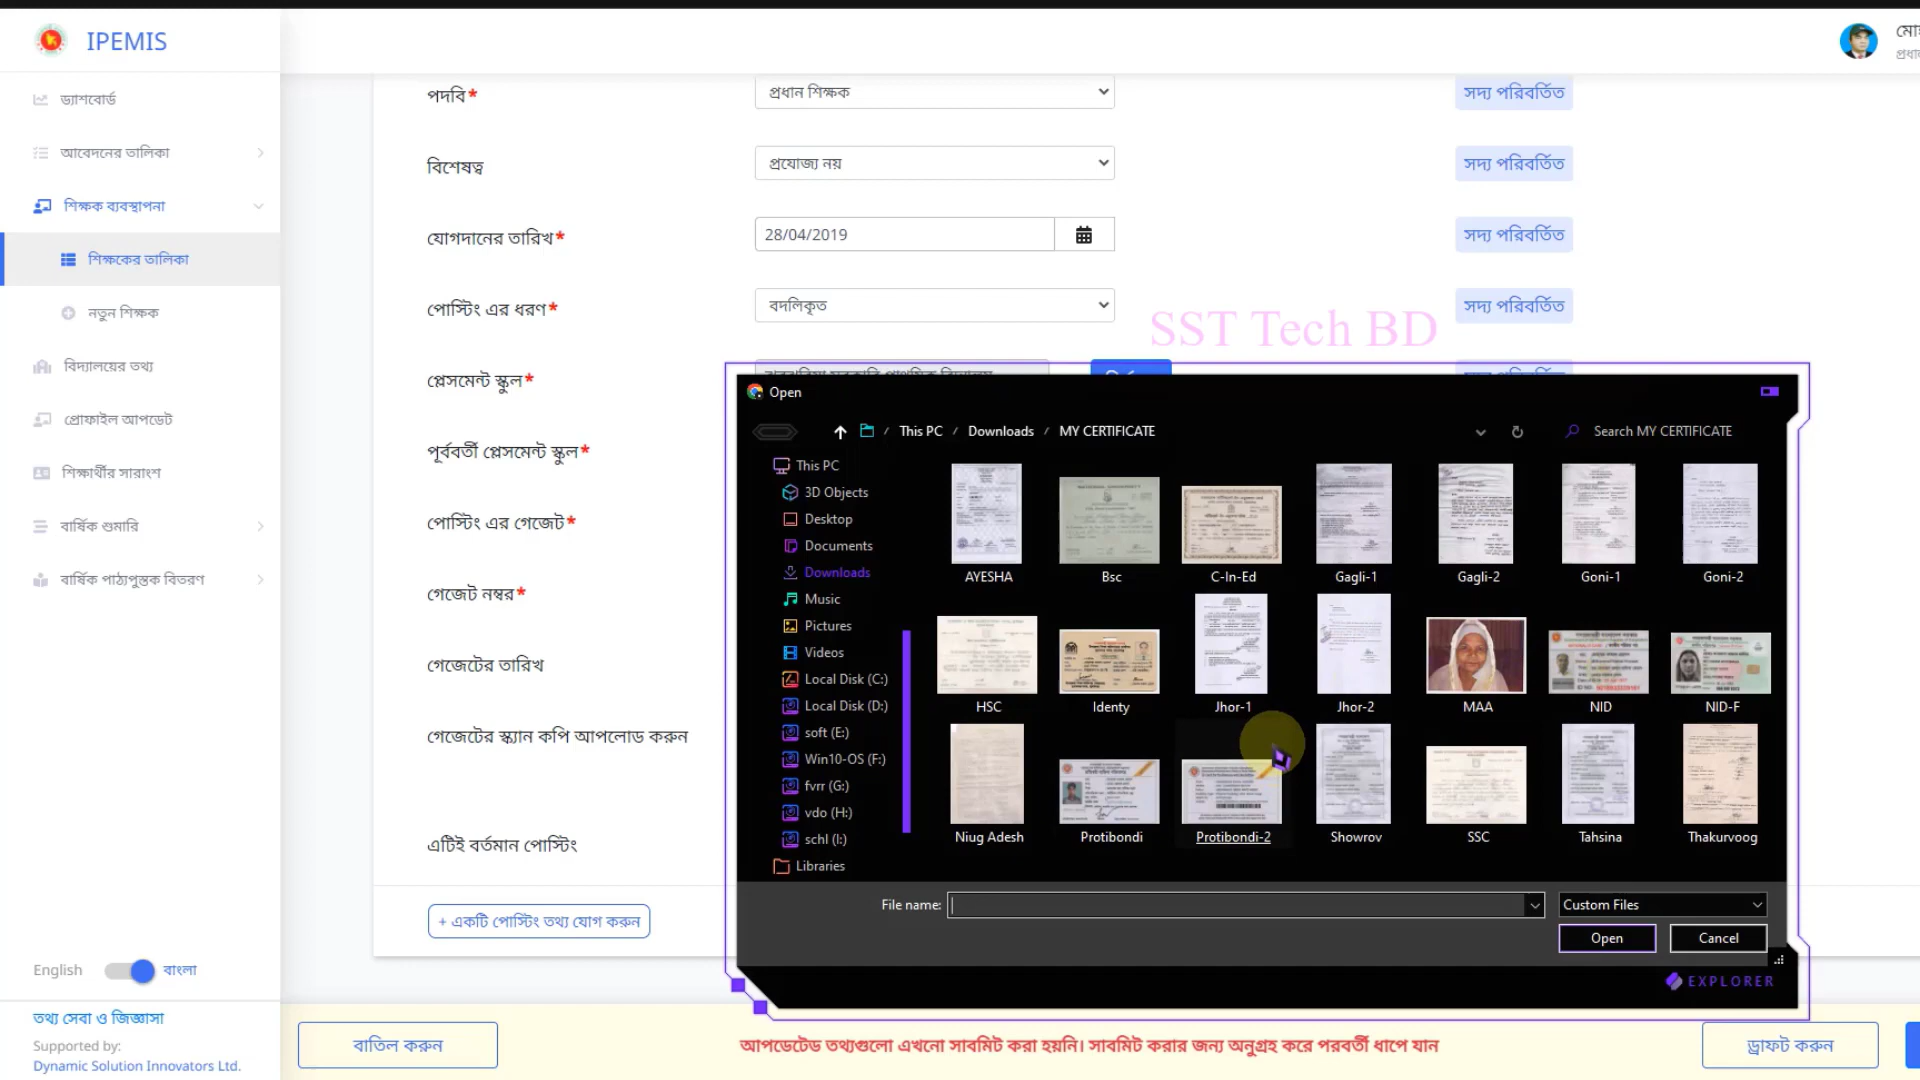 IPEMIS
মোঃ
প্রধা
ড্যাশবোর্ড
আবেদনের তালিকা
শিক্ষক ব্যবস্থাপনা
শিক্ষকের তালিকা
নতুন শিক্ষক
বিদ্যালয়ের তথ্য
প্রোফাইল আপডেট
শিক্ষার্থীর সারাংশ
বার্ষিক শুমারি
বার্ষিক পাঠ্যপুস্তক বিতরণ
English বাংলা
তথ্য সেবা ও জিজ্ঞাসা
Supported by:
Dynamic Solution Innovators Ltd.
পদবি* প্রধান শিক্ষক সদ্য পরিবর্তিত
বিশেষত্ব প্রযোজ্য নয় সদ্য পরিবর্তিত
যোগদানের তারিখ* 28/04/2019 সদ্য পরিবর্তিত
পোস্টিং এর ধরণ* বদলিকৃত সদ্য পরিবর্তিত
SST Tech BD
প্লেসমেন্ট স্কুল*
পূর্ববর্তী প্লেসমেন্ট স্কুল*
পোস্টিং এর গেজেট*
গেজেট নম্বর*
গেজেটের তারিখ
গেজেটের স্ক্যান কপি আপলোড করুন
এটিই বর্তমান পোস্টিং
+ একটি পোস্টিং তথ্য যোগ করুন
Open
/ This PC / Downloads / MY CERTIFICATE
Search MY CERTIFICATE
This PC
3D Objects
Desktop
Documents
Downloads
Music
Pictures
Videos
Local Disk (C:)
Local Disk (D:)
soft (E:)
Win10-OS (F:)
fvrr (G:)
vdo (H:)
schl (I:)
Libraries
AYESHA Bsc C-In-Ed Gagli-1 Gagli-2 Goni-1 Goni-2
HSC Identy Jhor-1 Jhor-2 MAA NID NID-F
Niug Adesh Protibondi Protibondi-2 Showrov SSC Tahsina Thakurvoog
File name: Custom Files
Open Cancel
EXPLORER
বাতিল করুন
আপডেটেড তথ্যগুলো এখনো সাবমিট করা হয়নি। সাবমিট করার জন্য অনুগ্রহ করে পরবর্তী ধাপে যান
ড্রাফট করুন